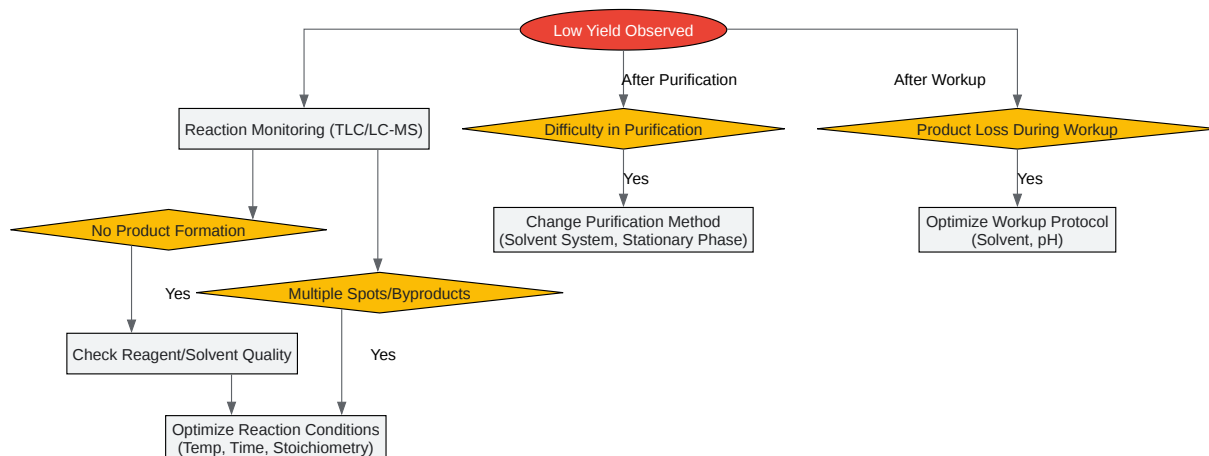 Low Yield Observed
After Purification
After Workup
Reaction Monitoring (TLC/LC-MS)
Difficulty in Purification
Product Loss During Workup
Yes
Yes
No Product Formation
Change Purification Method
(Solvent System, Stationary Phase)
Optimize Workup Protocol
(Solvent, pH)
Yes
Multiple Spots/Byproducts
Check Reagent/Solvent Quality
Yes
Optimize Reaction Conditions
(Temp, Time, Stoichiometry)